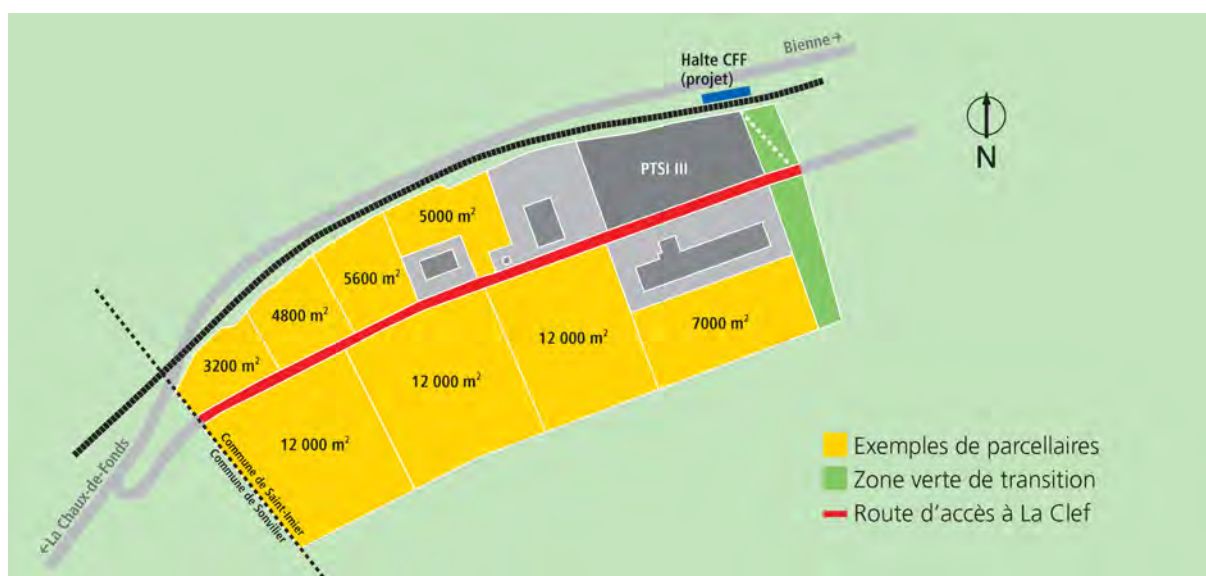 Bienne→
Halte CFF
(projet)
N
PTSI III
5000 m²
5600 m²
4800 m²
3200 m²
7000 m²
12 000 m²
12 000 m²
12 000 m²
Commune de Saint-Imier
Commune de Sonvilier
←La Chaux-de-Fonds
Exemples de parcellaires
Zone verte de transition
Route d'accès à La Clef